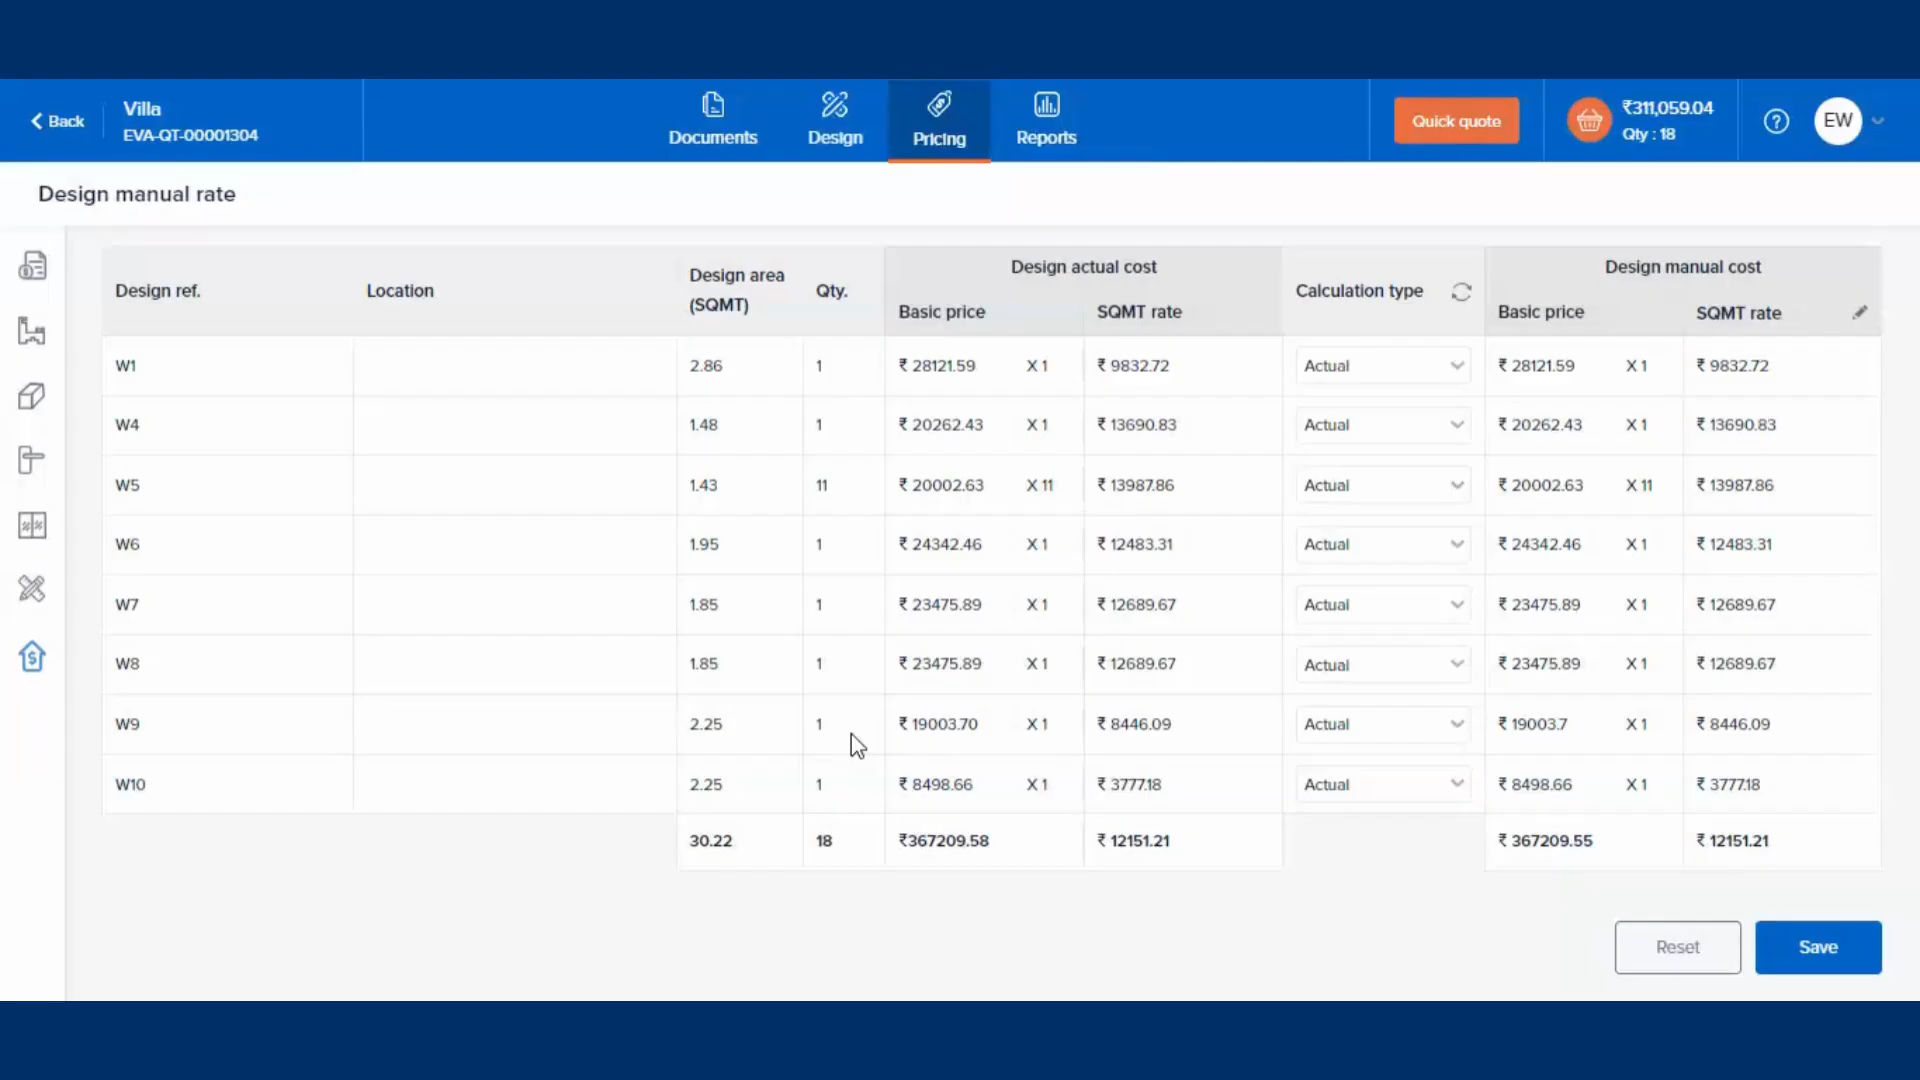 Back
Villa
EVA-QT-00001304
Documents
Design
Pricing
Reports
Quick quote
₹311,059.04
Qty : 18
?
EW
Design manual rate
Design ref. Location Design area (SQMT) Qty. Design actual cost Calculation type Design manual cost
Basic price SQMT rate Basic price SQMT rate
W1 2.86 1 ₹ 28121.59 X 1 ₹ 9832.72 Actual ₹ 28121.59 X 1 ₹ 9832.72
W4 1.48 1 ₹ 20262.43 X 1 ₹ 13690.83 Actual ₹ 20262.43 X 1 ₹ 13690.83
W5 1.43 11 ₹ 20002.63 X 11 ₹ 13987.86 Actual ₹ 20002.63 X 11 ₹ 13987.86
W6 1.95 1 ₹ 24342.46 X 1 ₹ 12483.31 Actual ₹ 24342.46 X 1 ₹ 12483.31
W7 1.85 1 ₹ 23475.89 X 1 ₹ 12689.67 Actual ₹ 23475.89 X 1 ₹ 12689.67
W8 1.85 1 ₹ 23475.89 X 1 ₹ 12689.67 Actual ₹ 23475.89 X 1 ₹ 12689.67
W9 2.25 1 ₹ 19003.70 X 1 ₹ 8446.09 Actual ₹ 19003.7 X 1 ₹ 8446.09
W10 2.25 1 ₹ 8498.66 X 1 ₹ 3777.18 Actual ₹ 8498.66 X 1 ₹ 3777.18
30.22 18 ₹367209.58 ₹ 12151.21 ₹ 367209.55 ₹ 12151.21
Reset
Save